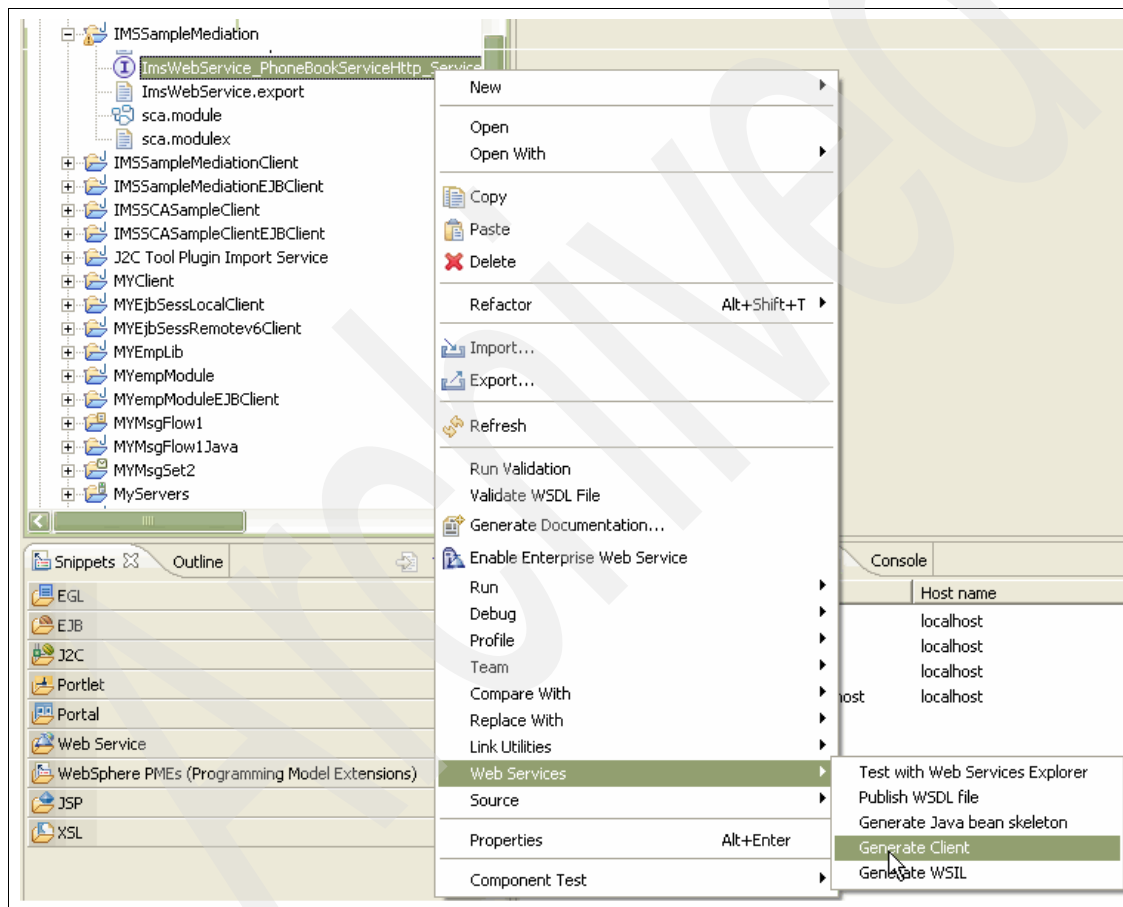 IMSSampleMediation
ImsWebService_PhoneBookServiceHttp_Service
ImsWebService.export
sca.module
sca.modulex
IMSSampleMediationClient
IMSSampleMediationEJBClient
IMSSCASampleClient
IMSSCASampleClientEJBClient
J2C Tool Plugin Import Service
MYClient
MYEjbSessLocalClient
MYEjbSessRemotev6Client
MYEmpLib
MYempModule
MYempModuleEJBClient
MYMsgFlow1
MYMsgFlow1Java
MYMsgSet2
MyServers
New
Open
Open With
Copy
Paste
Delete
Refactor Alt+Shift+T
Import...
Export...
Refresh
Run Validation
Validate WSDL File
Generate Documentation...
Enable Enterprise Web Service
Run
Debug
Profile
Team
Compare With
Replace With
Link Utilities
Web Services
Source
Properties Alt+Enter
Component Test
Test with Web Services Explorer
Publish WSDL file
Generate Java bean skeleton
Generate Client
Generate WSIL
Snippets Outline
EGL
EJB
J2C
Portlet
Portal
Web Service
WebSphere PMEs (Programming Model Extensions)
JSP
XSL
Console
Host name
localhost
localhost
localhost
host localhost
Archived